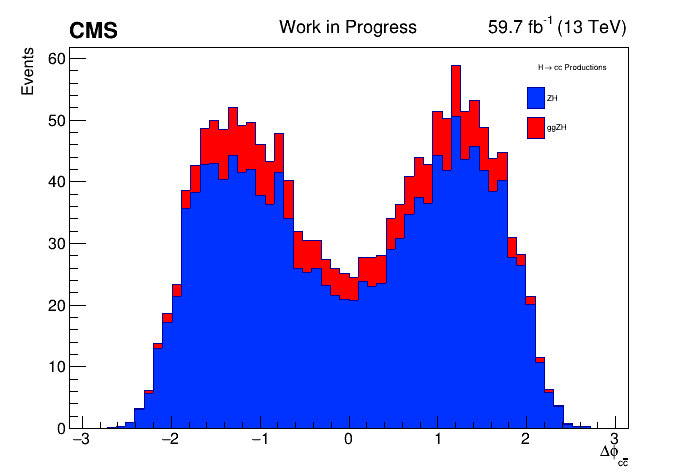 CMS Work in Progress 59.7 fb⁻¹ (13 TeV)
Events
60
50
40
30
20
10
0
H → cc Productions
ZH
ggZH
−3 −2 −1 0 1 2 3
Δϕ_cc̅